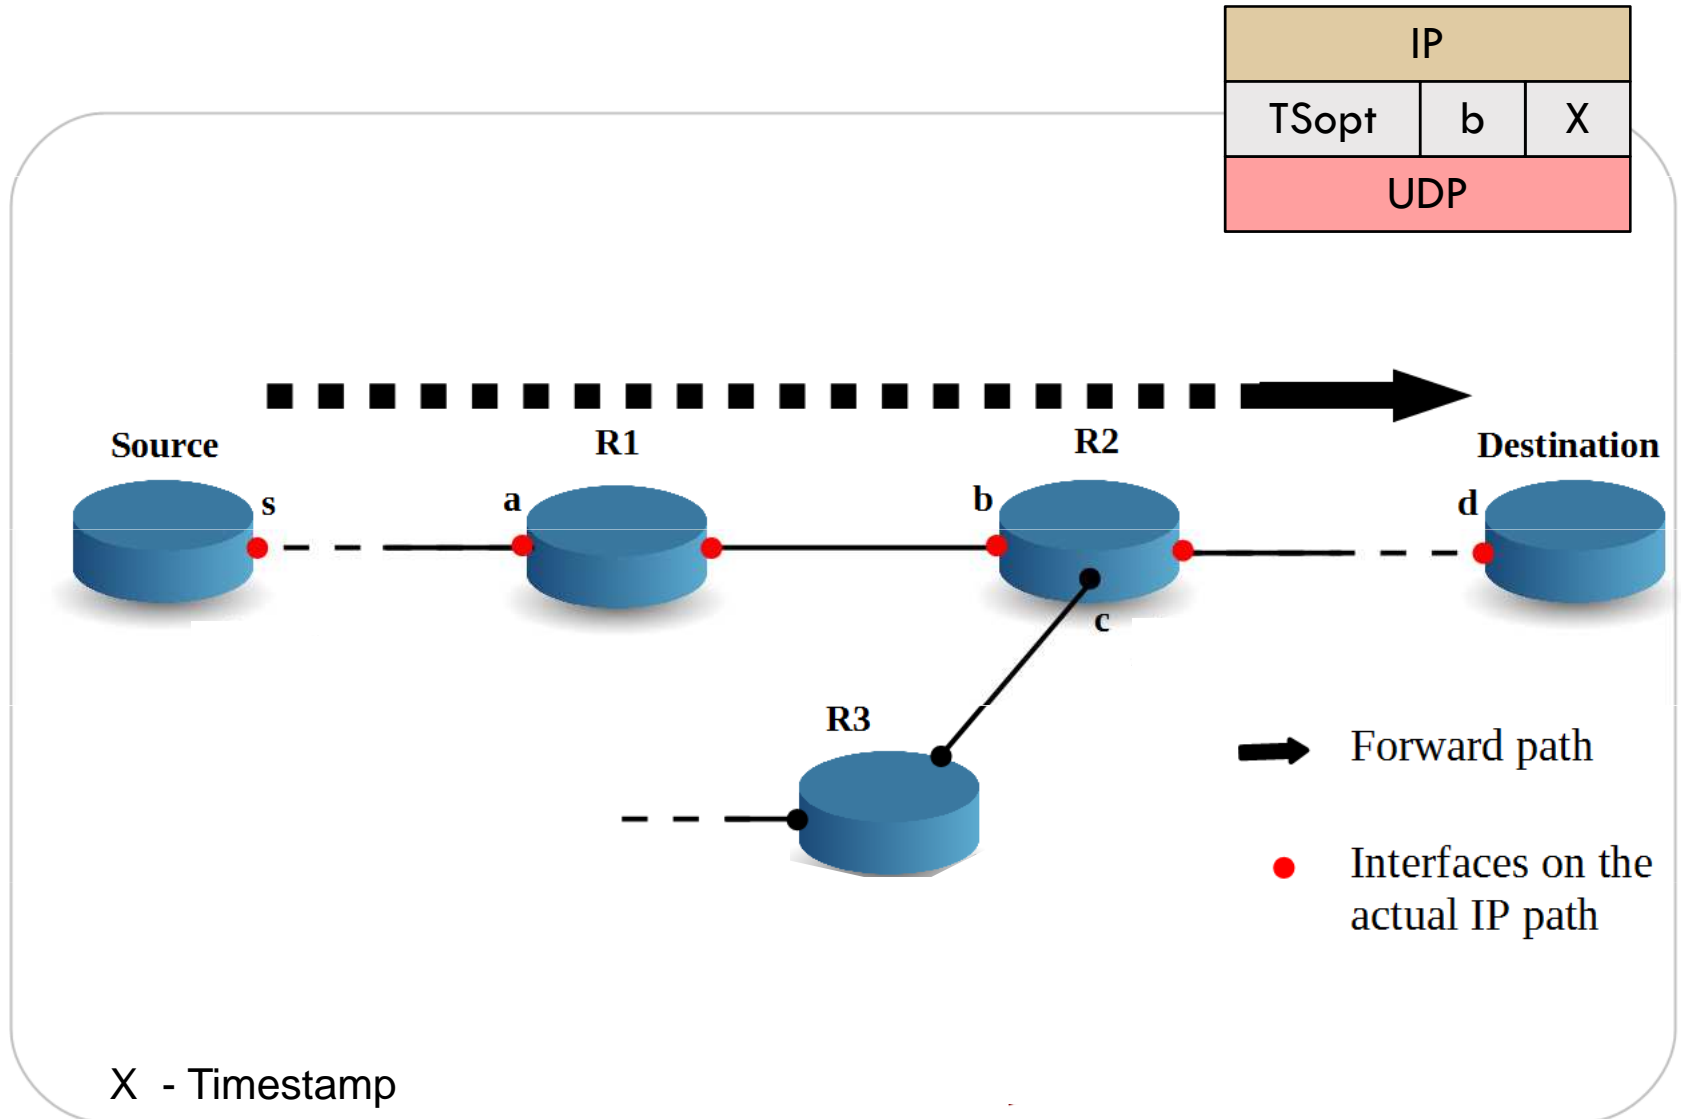 IP
TSopt b X
UDP
Source
R1
R2
Destination
s
a
b
d
c
R3
Forward path
Interfaces on the
actual IP path
X - Timestamp